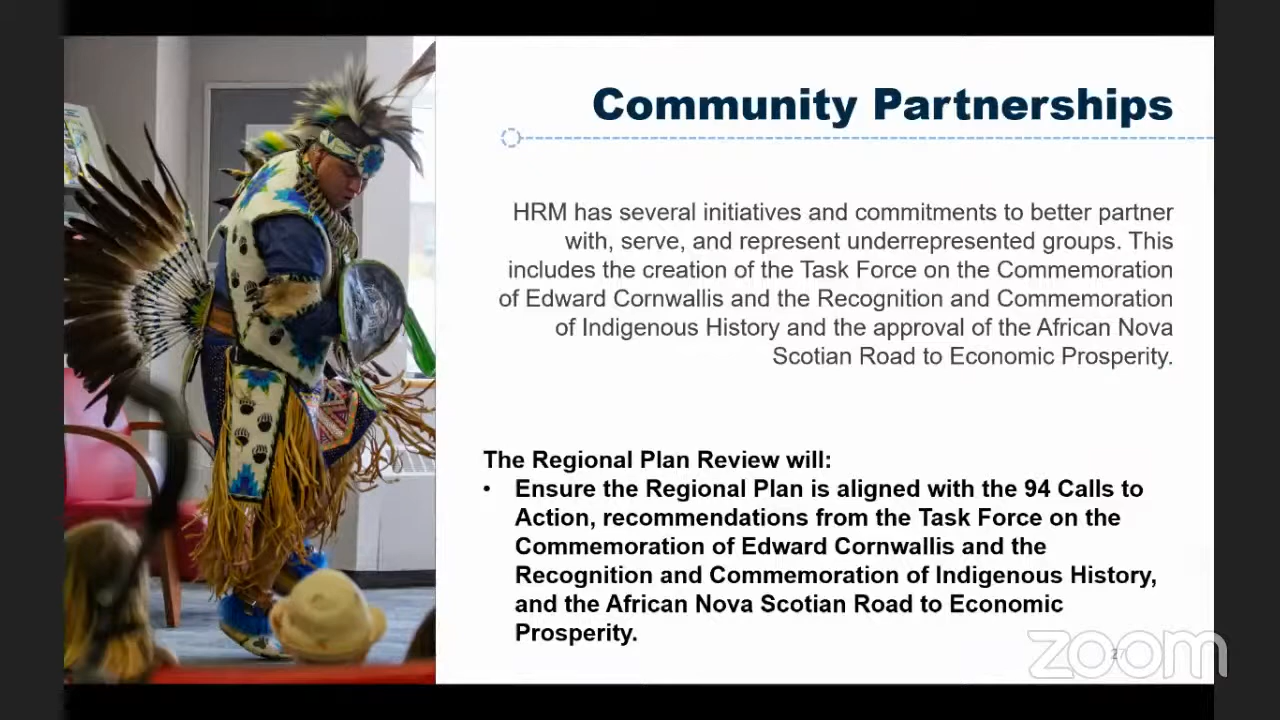 Community Partnerships
HRM has several initiatives and commitments to better partner
with, serve, and represent underrepresented groups. This
includes the creation of the Task Force on the Commemoration
of Edward Cornwallis and the Recognition and Commemoration
of Indigenous History and the approval of the African Nova
Scotian Road to Economic Prosperity.
The Regional Plan Review will:
• Ensure the Regional Plan is aligned with the 94 Calls to
Action, recommendations from the Task Force on the
Commemoration of Edward Cornwallis and the
Recognition and Commemoration of Indigenous History,
and the African Nova Scotian Road to Economic
Prosperity.
zoom
27